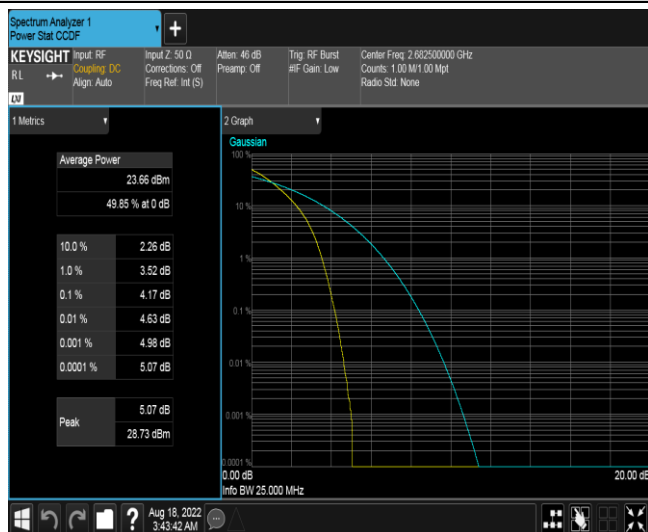 Spectrum Analyzer 1
Power Stat CCDF
+
KEYSIGHT
RL
LXI
Input: RF
Coupling: DC
Align: Auto
Input Z: 50 Ω
Corrections: Off
Freq Ref: Int (S)
Atten: 46 dB
Preamp: Off
Trig: RF Burst
#IF Gain: Low
Center Freq: 2.682500000 GHz
Counts: 1.00 M/1.00 Mpt
Radio Std: None
1 Metrics
Average Power
23.66 dBm
49.85 % at 0 dB
10.0 % 2.26 dB
1.0 % 3.52 dB
0.1 % 4.17 dB
0.01 % 4.63 dB
0.001 % 4.98 dB
0.0001 % 5.07 dB
Peak 5.07 dB
28.73 dBm
2 Graph
Gaussian
100 %
10 %
1 %
0.1 %
0.01 %
0.001 %
0.0001 %
0.00 dB 20.00 dB
Info BW 25.000 MHz
?
Aug 18, 2022
3:43:42 AM